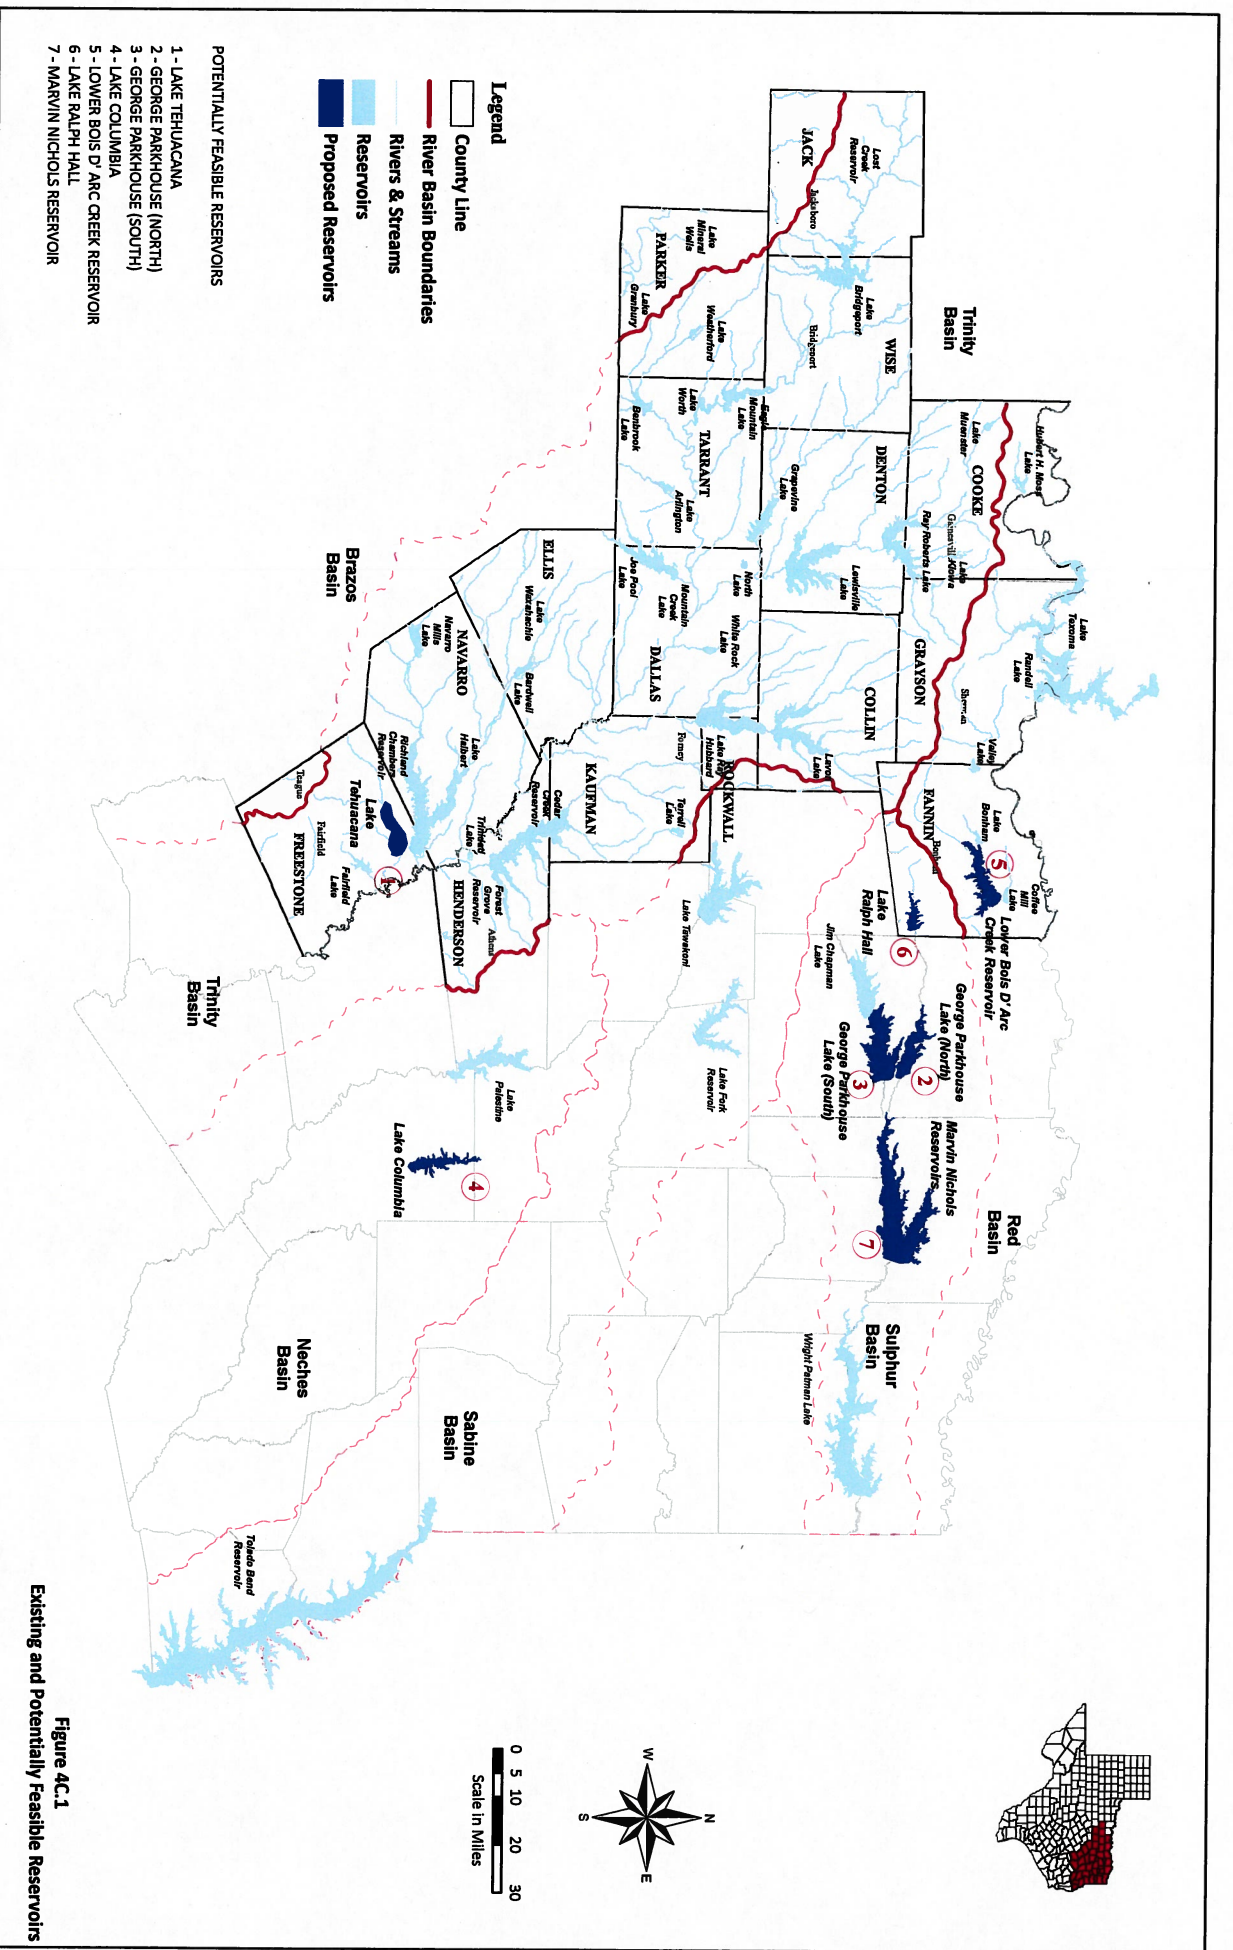 Trinity
Basin
JACK
Lost
Creek
Reservoir
Jacksboro
Lake
Bridgeport
Bridgeport
WISE
PARKER
Lake
Mineral
Wells
Lake
Weatherford
Lake
Granbury
Hubert H. Moss
Lake
Lake
Muenster
COOKE
Lake
Kiowa
Ray Roberts Lake
DENTON
Lewisville
Lake
Grapevine
Lake
Eagle
Mountain
Lake
Lake
Worth
TARRANT
Benbrook
Lake
Lake
Arlington
Lake
Texoma
Randell
Lake
GRAYSON
Sherman
Valley
Lake
COLLIN
Lavon
Lake
North
Lake
White Rock
Lake
Mountain
Creek
Lake
Joe Pool
Lake
DALLAS
ROCKWALL
Lake Ray
Hubbard
Forney
Terrell
Lake
KAUFMAN
Cedar
Creek
Reservoir
ELLIS
Lake
Waxahachie
Bardwell
Lake
NAVARRO
Navarro
Mills
Lake
Lake
Halbert
Richland
Chambers
Reservoir
Trinidad
Lake
Forest
Grove
Reservoir
Athens
HENDERSON
Lake
Tehuacana
1
Teague
Fairfield
Fairfield
Lake
FREESTONE
Brazos
Basin
Trinity
Basin
FANNIN
Bonham
Lake
Bonham
5
Coffee
Mill
Lake
Lower Bois D' Arc
Creek Reservoir
Lake
Ralph Hall
6
Jim Chapman
Lake
George Parkhouse
Lake (North)
2
George Parkhouse
Lake (South)
3
Marvin Nichols
Reservoirs
7
Red
Basin
Sulphur
Basin
Wright Patman Lake
Lake Tawakoni
Lake Fork
Reservoir
Lake
Palestine
Lake Columbia
4
Neches
Basin
Sabine
Basin
Toledo Bend
Reservoir
Legend
County Line
River Basin Boundaries
Rivers & Streams
Reservoirs
Proposed Reservoirs
POTENTIALLY FEASIBLE RESERVOIRS
1 - LAKE TEHUACANA
2 - GEORGE PARKHOUSE (NORTH)
3 - GEORGE PARKHOUSE (SOUTH)
4 - LAKE COLUMBIA
5 - LOWER BOIS D' ARC CREEK RESERVOIR
6 - LAKE RALPH HALL
7 - MARVIN NICHOLS RESERVOIR
N
W
E
S
0 5 10 20 30
Scale in Miles
Figure 4C.1
Existing and Potentially Feasible Reservoirs